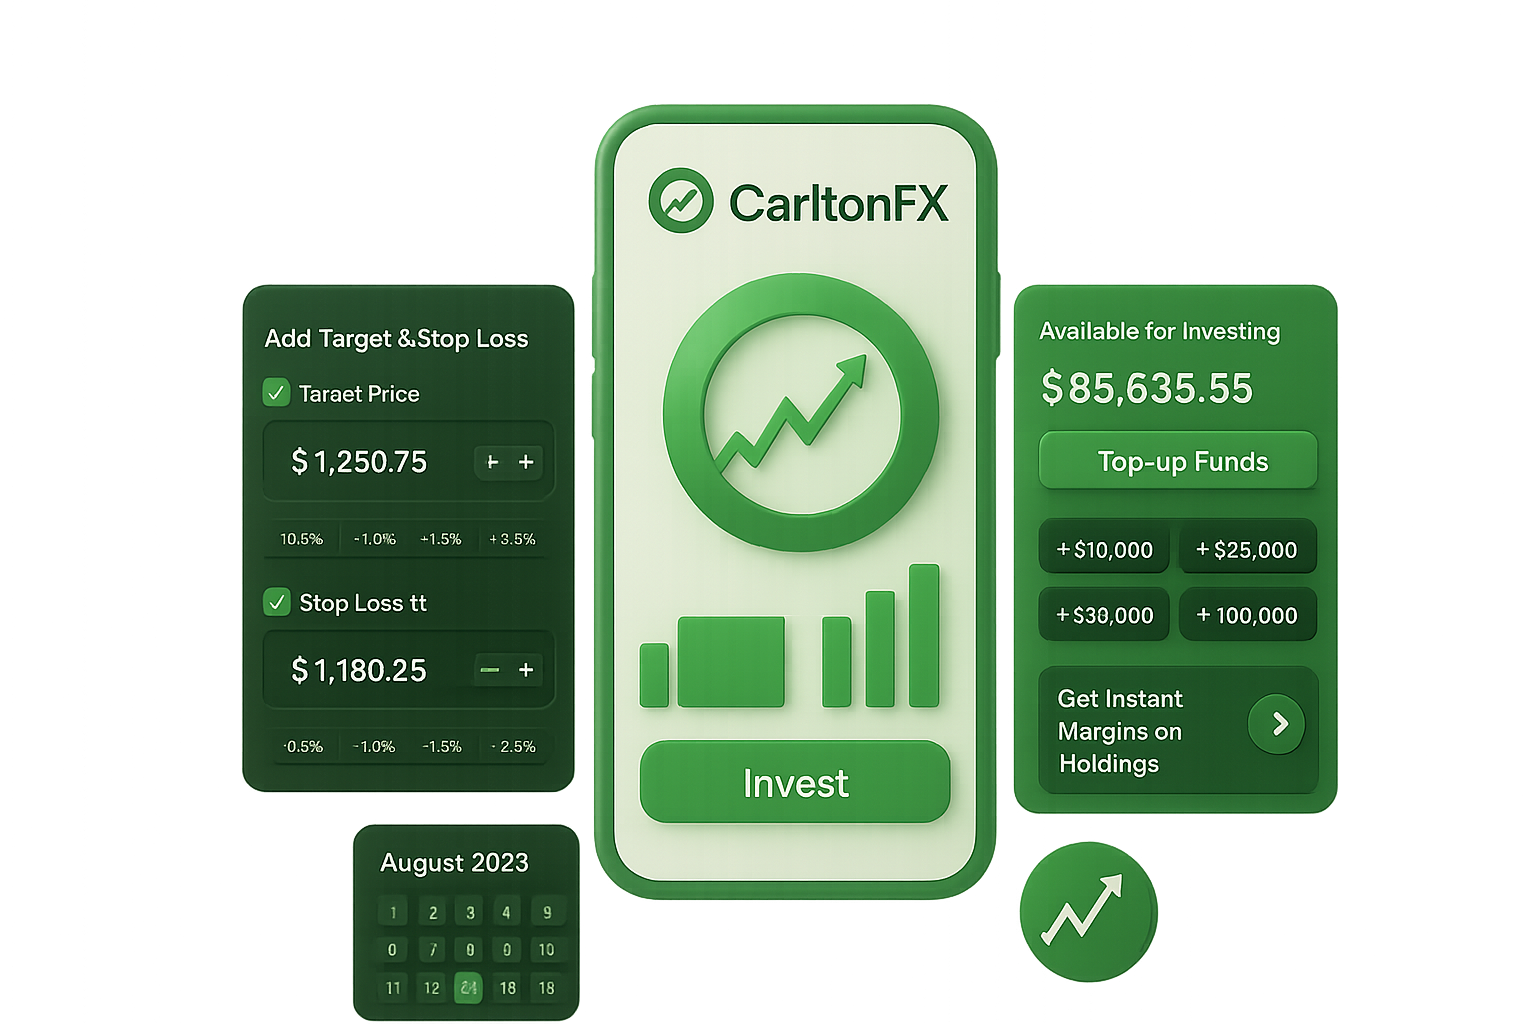 CarltonFX
Add Target &Stop Loss
Taraet Price
$1,250.75
+ +
10.5% -1.0% +1.5% +3.5%
Stop Loss tt
$1,180.25
— +
-0.5% -1.0% -1.5% -2.5%
Invest
Available for Investing
$85,635.55
Top-up Funds
+$10,000 +$25,000
+$30,000 +100,000
Get Instant
Margins on
Holdings
August 2023
1 2 3 4 9
0 7 0 0 10
11 12 18 18